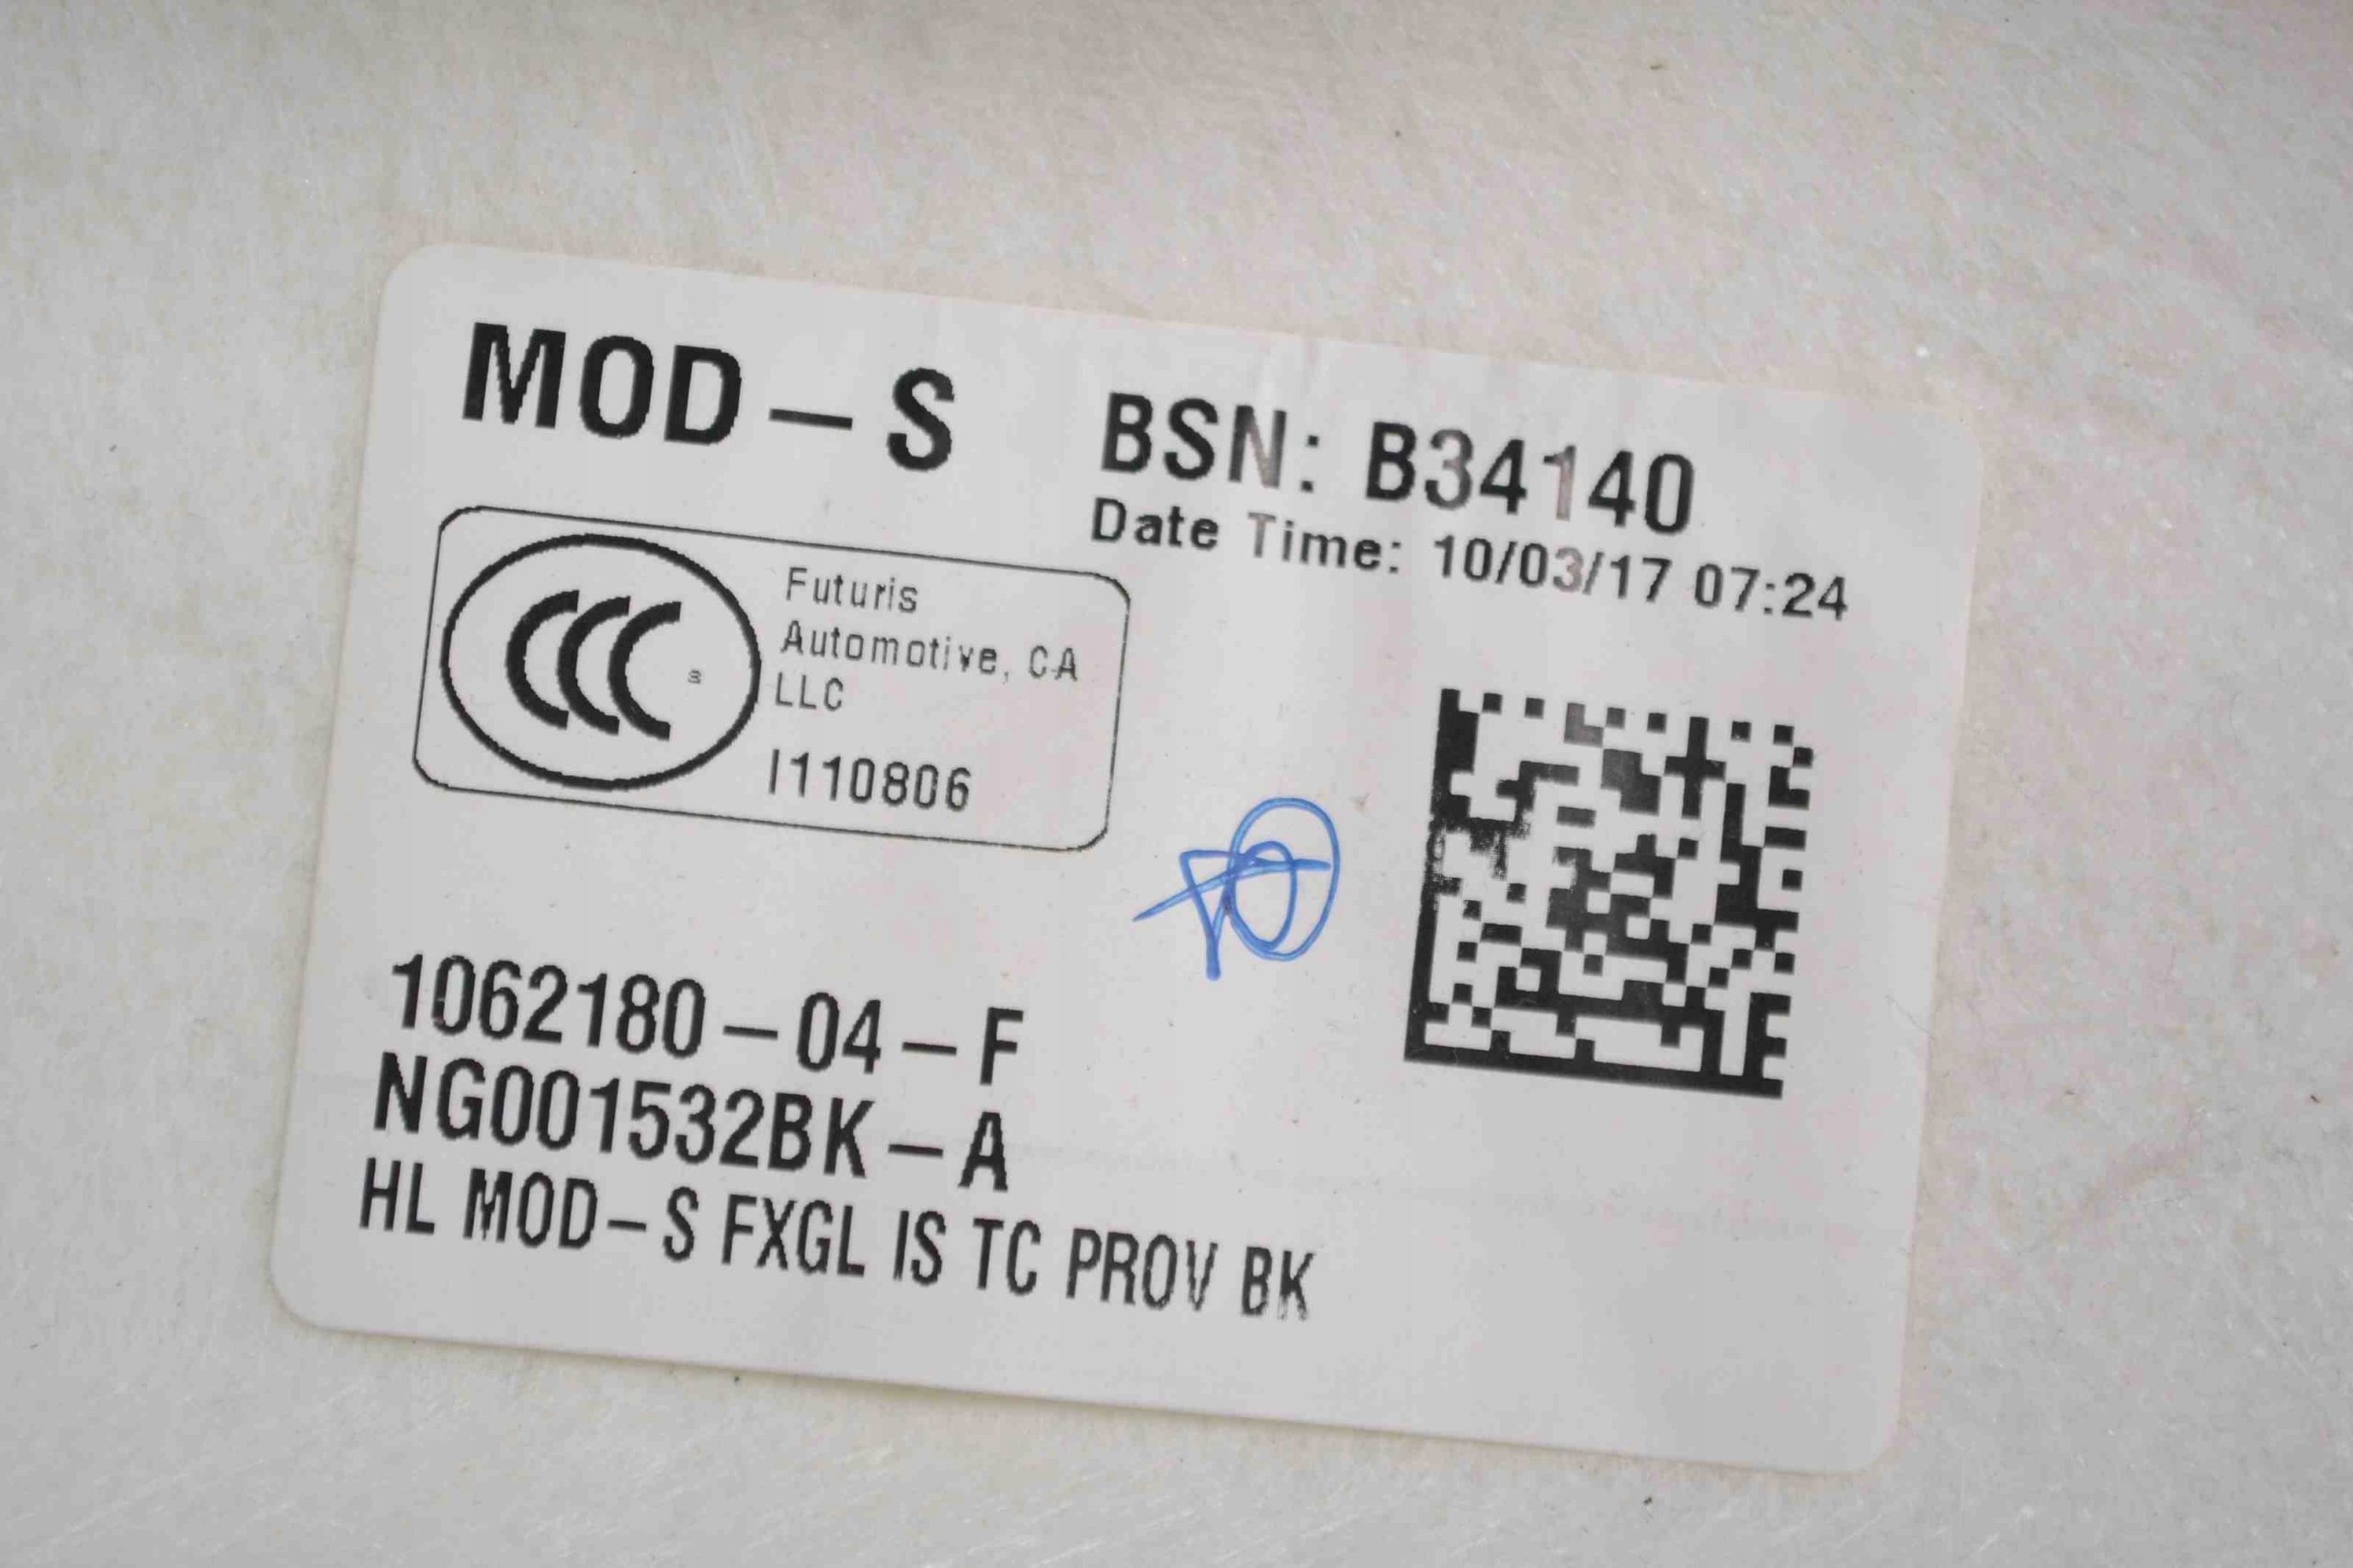 MOD-S
BSN: B34140
Date Time: 10/03/17 07:24
CCC S
Futuris
Automotive, CA
LLC
I110806
1062180-04-F
NG001532BK-A
HL MOD-S FXGL IS TC PROV BK